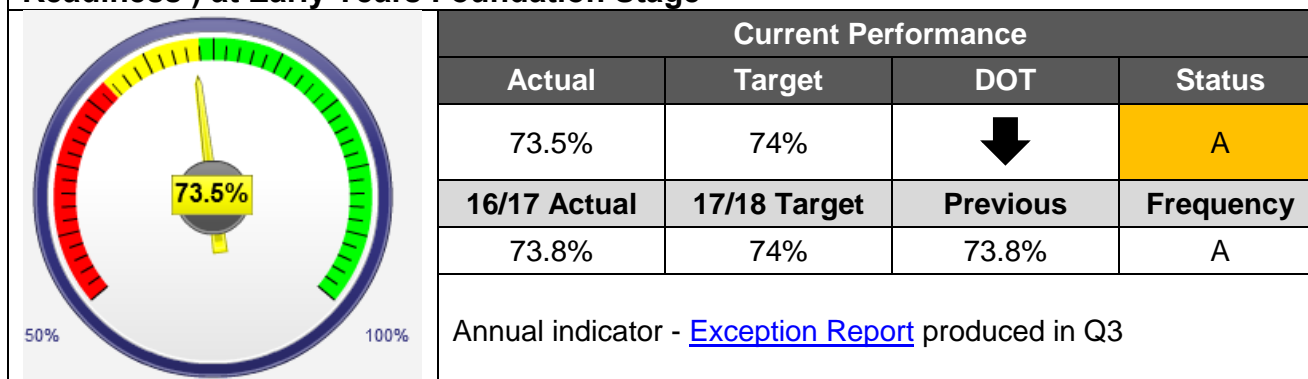 Readiness') at Early Years Foundation Stage
Current Performance
Actual Target DOT Status
73.5% 74% A
16/17 Actual 17/18 Target Previous Frequency
73.8% 74% 73.8% A
Annual indicator - Exception Report produced in Q3
73.5%
50% 100%